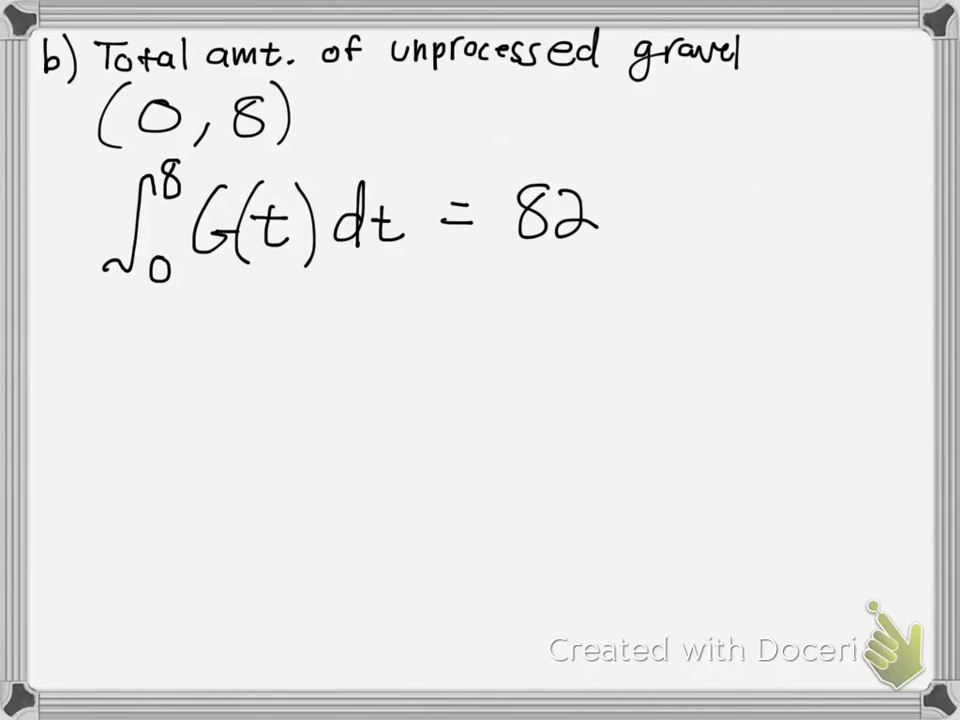 b) Total amt. of unprocessed gravel
(0, 8)
∫₀⁸ G(t) dt = 82
Created with Doceri